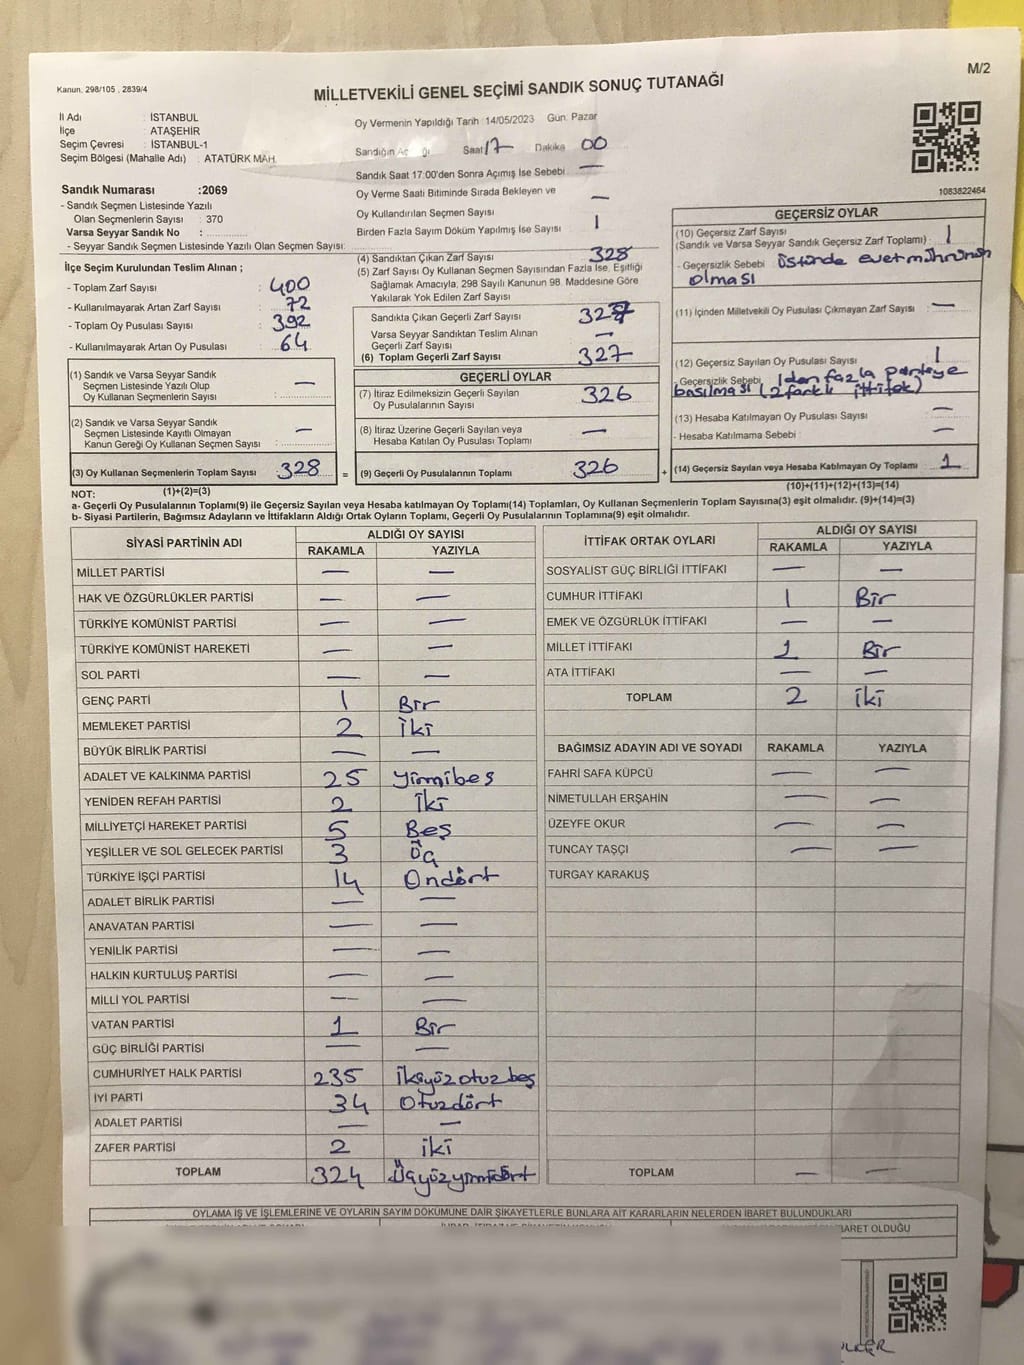 M/2
Kanun, 298/105 , 2839/4
MİLLETVEKİLİ GENEL SEÇİMİ SANDIK SONUÇ TUTANAĞI
İl Adı : İSTANBUL
İlçe : ATAŞEHİR
Seçim Çevresi : İSTANBUL-1
Seçim Bölgesi (Mahalle Adı) : ATATÜRK MAH.
Sandık Numarası :2069
- Sandık Seçmen Listesinde Yazılı
Olan Seçmenlerin Sayısı : 370
Varsa Seyyar Sandık No :
- Seyyar Sandık Seçmen Listesinde Yazılı Olan Seçmen Sayısı:
Oy Vermenin Yapıldığı Tarih 14/05/2023 Gün. Pazar
Sandığın Saat 17 Dakika 00
Sandık Saat 17:00'den Sonra Açımış İse Sebebi —
Oy Verme Saati Bitiminde Sırada Bekleyen ve
Oy Kullandırılan Seçmen Sayısı —
Birden Fazla Sayım Döküm Yapılmış İse Sayısı 1
1083822464
İlçe Seçim Kurulundan Teslim Alınan ;
- Toplam Zarf Sayısı : 400
- Kullanılmayarak Artan Zarf Sayısı : 72
- Toplam Oy Pusulası Sayısı : 392
- Kullanılmayarak Artan Oy Pusulası : 64
(1) Sandık ve Varsa Seyyar Sandık
Seçmen Listesinde Yazılı Olup
Oy Kullanan Seçmen Sayısı : —
(2) Sandık ve Varsa Seyyar Sandık
Seçmen Listesinde Kayıtlı Olmayan
Kanun Gereği Oy Kullanan Seçmen Sayısı : —
(3) Oy Kullanan Seçmenlerin Toplam Sayısı : 328
(1)+(2)=(3)
(4) Sandıktan Çıkan Zarf Sayısı 328
(5) Zarf Sayısı Oy Kullanan Seçmen Sayısından Fazla İse, Eşitliği
Sağlamak Amacıyla, 298 Sayılı Kanunun 98. Maddesine Göre
Yakılarak Yok Edilen Zarf Sayısı :
Sandıkta Çıkan Geçerli Zarf Sayısı 327
Varsa Seyyar Sandıktan Teslim Alınan
Geçerli Zarf Sayısı —
(6) Toplam Geçerli Zarf Sayısı 327
GEÇERLİ OYLAR
(7) İtiraz Edilmeksizin Geçerli Sayılan
Oy Pusulalarının Sayısı 326
(8) İtiraz Üzerine Geçerli Sayılan veya
Hesaba Katılan Oy Pusulası Toplamı —
= (9) Geçerli Oy Pusulalarının Toplamı 326 +
GEÇERSİZ OYLAR
(10) Geçersiz Zarf Sayısı
(Sandık ve Varsa Seyyar Sandık Geçersiz Zarf Toplamı) : 1
- Geçersizlik Sebebi üstünde evet mührünün
olması
(11) İçinden Milletvekili Oy Pusulası Çıkmayan Zarf Sayısı : —
(12) Geçersiz Sayılan Oy Pusulası Sayısı : 1
- Geçersizlik Sebebi 1den fazla partiye
basılması (2 farklı ittifak)
(13) Hesaba Katılmayan Oy Pusulası Sayısı : —
- Hesaba Katılmama Sebebi : —
(14) Geçersiz Sayılan veya Hesaba Katılmayan Oy Toplamı : 1
(10)+(11)+(12)+(13)=(14)
NOT:
a- Geçerli Oy Pusulalarının Toplamı(9) ile Geçersiz Sayılan veya Hesaba katılmayan Oy Toplamı(14) Toplamları, Oy Kullanan Seçmenlerin Toplam Sayısına(3) eşit olmalıdır. (9)+(14)=(3)
b- Siyasi Partilerin, Bağımsız Adayların ve İttifakların Aldığı Ortak Oyların Toplamı, Geçerli Oy Pusulalarının Toplamına(9) eşit olmalıdır.
SİYASİ PARTİNİN ADI ALDIĞI OY SAYISI
RAKAMLA YAZIYLA
MİLLET PARTİSİ — —
HAK VE ÖZGÜRLÜKLER PARTİSİ — —
TÜRKİYE KOMÜNİST PARTİSİ — —
TÜRKİYE KOMÜNİST HAREKETİ — —
SOL PARTİ — —
GENÇ PARTİ 1 Bir
MEMLEKET PARTİSİ 2 İki
BÜYÜK BİRLİK PARTİSİ — —
ADALET VE KALKINMA PARTİSİ 25 Yirmibeş
YENİDEN REFAH PARTİSİ 2 İki
MİLLİYETÇİ HAREKET PARTİSİ 5 Beş
YEŞİLLER VE SOL GELECEK PARTİSİ 3 Üç
TÜRKİYE İŞÇİ PARTİSİ 14 Ondört
ADALET BİRLİK PARTİSİ — —
ANAVATAN PARTİSİ — —
YENİLİK PARTİSİ — —
HALKIN KURTULUŞ PARTİSİ — —
MİLLİ YOL PARTİSİ — —
VATAN PARTİSİ 1 Bir
GÜÇ BİRLİĞİ PARTİSİ — —
CUMHURİYET HALK PARTİSİ 235 İkiyüzotuzbeş
İYİ PARTİ 34 Otuzdört
ADALET PARTİSİ — —
ZAFER PARTİSİ 2 iki
TOPLAM 324 Üçyüzyirmidört
İTTİFAK ORTAK OYLARI ALDIĞI OY SAYISI
RAKAMLA YAZIYLA
SOSYALİST GÜÇ BİRLİĞİ İTTİFAKI — —
CUMHUR İTTİFAKI 1 Bir
EMEK VE ÖZGÜRLÜK İTTİFAKI — —
MİLLET İTTİFAKI 1 Bir
ATA İTTİFAKI — —
TOPLAM 2 İki
BAĞIMSIZ ADAYIN ADI VE SOYADI RAKAMLA YAZIYLA
FAHRİ SAFA KÜPCÜ — —
NİMETULLAH ERŞAHİN — —
ÜZEYFE OKUR — —
TUNCAY TAŞÇI — —
TURGAY KARAKUŞ
TOPLAM — —
OYLAMA İŞ VE İŞLEMLERİNE VE OYLARIN SAYIM DÖKÜMÜNE DAİR ŞİKAYETLERLE BUNLARA AİT KARARLARIN NELERDEN İBARET BULUNDUKLARI
İBARET OLDUĞU